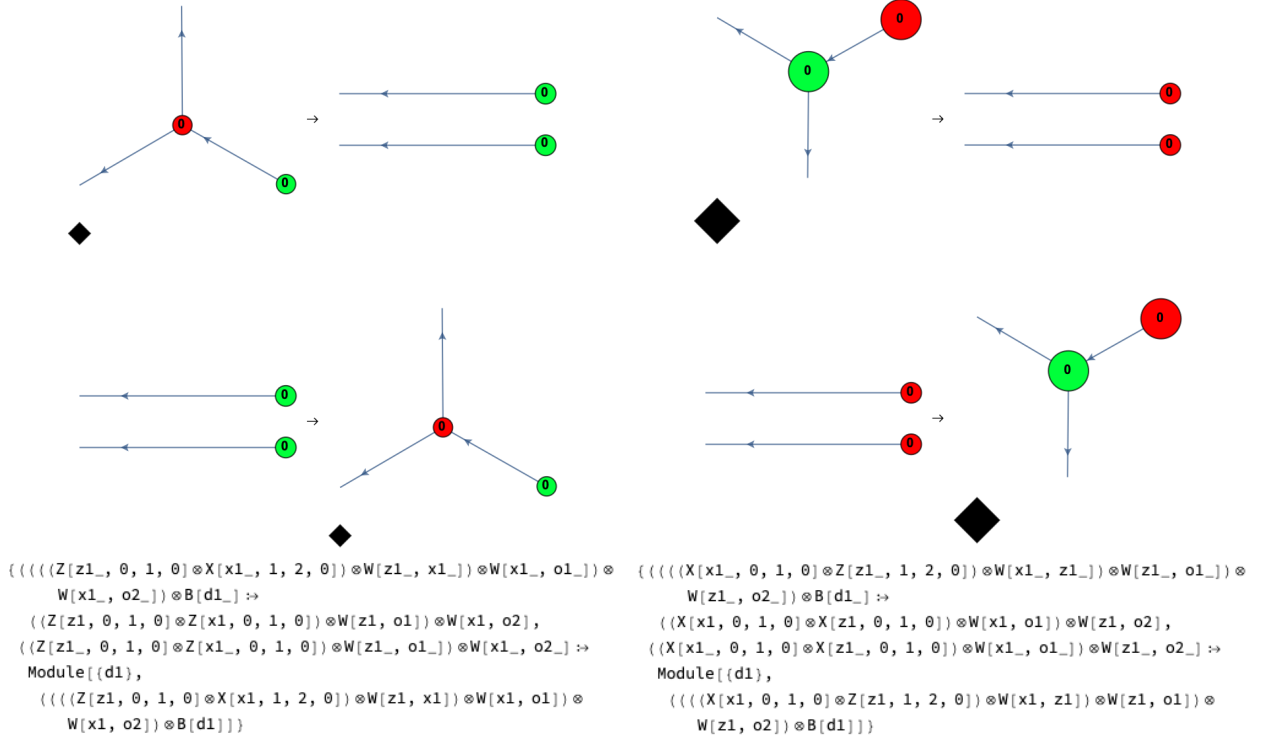 0
0
→
0
0
0
0
→
0
0
0
0
→
0
0
0
0
→
0
0
{(((((Z[z1_, 0, 1, 0]⊗X[x1_, 1, 2, 0])⊗W[z1_, x1_])⊗W[x1_, o1_])⊗
W[x1_, o2_])⊗B[d1_]⧴
((Z[z1, 0, 1, 0]⊗Z[x1, 0, 1, 0])⊗W[z1, o1])⊗W[x1, o2],
((Z[z1_, 0, 1, 0]⊗Z[x1_, 0, 1, 0])⊗W[z1_, o1_])⊗W[x1_, o2_]⧴
Module[{d1},
((((Z[z1, 0, 1, 0]⊗X[x1, 1, 2, 0])⊗W[z1, x1])⊗W[x1, o1])⊗
W[x1, o2])⊗B[d1]]}
{(((((X[x1_, 0, 1, 0]⊗Z[z1_, 1, 2, 0])⊗W[x1_, z1_])⊗W[z1_, o1_])⊗
W[z1_, o2_])⊗B[d1_]⧴
((X[x1, 0, 1, 0]⊗X[z1, 0, 1, 0])⊗W[x1, o1])⊗W[z1, o2],
((X[x1_, 0, 1, 0]⊗X[z1_, 0, 1, 0])⊗W[x1_, o1_])⊗W[z1_, o2_]⧴
Module[{d1},
((((X[x1, 0, 1, 0]⊗Z[z1, 1, 2, 0])⊗W[x1, z1])⊗W[z1, o1])⊗
W[z1, o2])⊗B[d1]]}